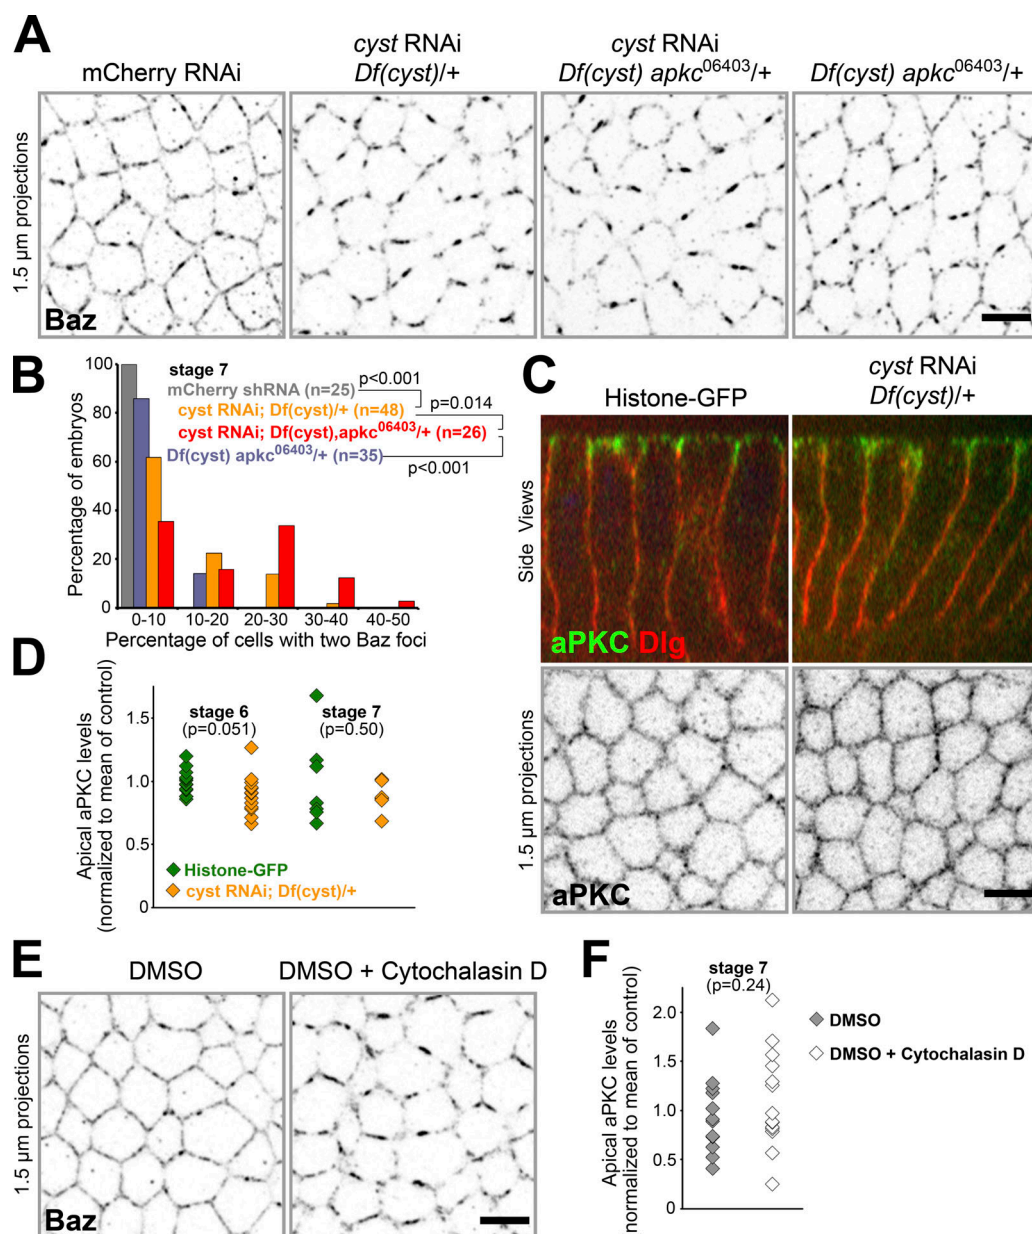 A
mCherry RNAi
cyst RNAi
Df(cyst)/+
cyst RNAi
Df(cyst) apkc06403/+
Df(cyst) apkc06403/+
1.5 µm projections
Baz
B
Percentage of embryos
100
80
60
40
20
0
stage 7
mCherry shRNA (n=25)
cyst RNAi; Df(cyst)/+ (n=48)
cyst RNAi; Df(cyst),apkc06403/+ (n=26)
Df(cyst) apkc06403/+ (n=35)
p<0.001
p=0.014
p<0.001
0-10 10-20 20-30 30-40 40-50
Percentage of cells with two Baz foci
C
Histone-GFP
cyst RNAi
Df(cyst)/+
Side Views
aPKC Dlg
1.5 µm projections
aPKC
D
Apical aPKC levels
(normalized to mean of control)
1.5
1.0
0.5
0
stage 6
(p=0.051)
stage 7
(p=0.50)
Histone-GFP
cyst RNAi; Df(cyst)/+
E
DMSO
DMSO + Cytochalasin D
1.5 µm projections
Baz
F
Apical aPKC levels
normalized to mean of control)
stage 7
(p=0.24)
2.0
1.5
1.0
0.5
0
DMSO
DMSO + Cytochalasin D